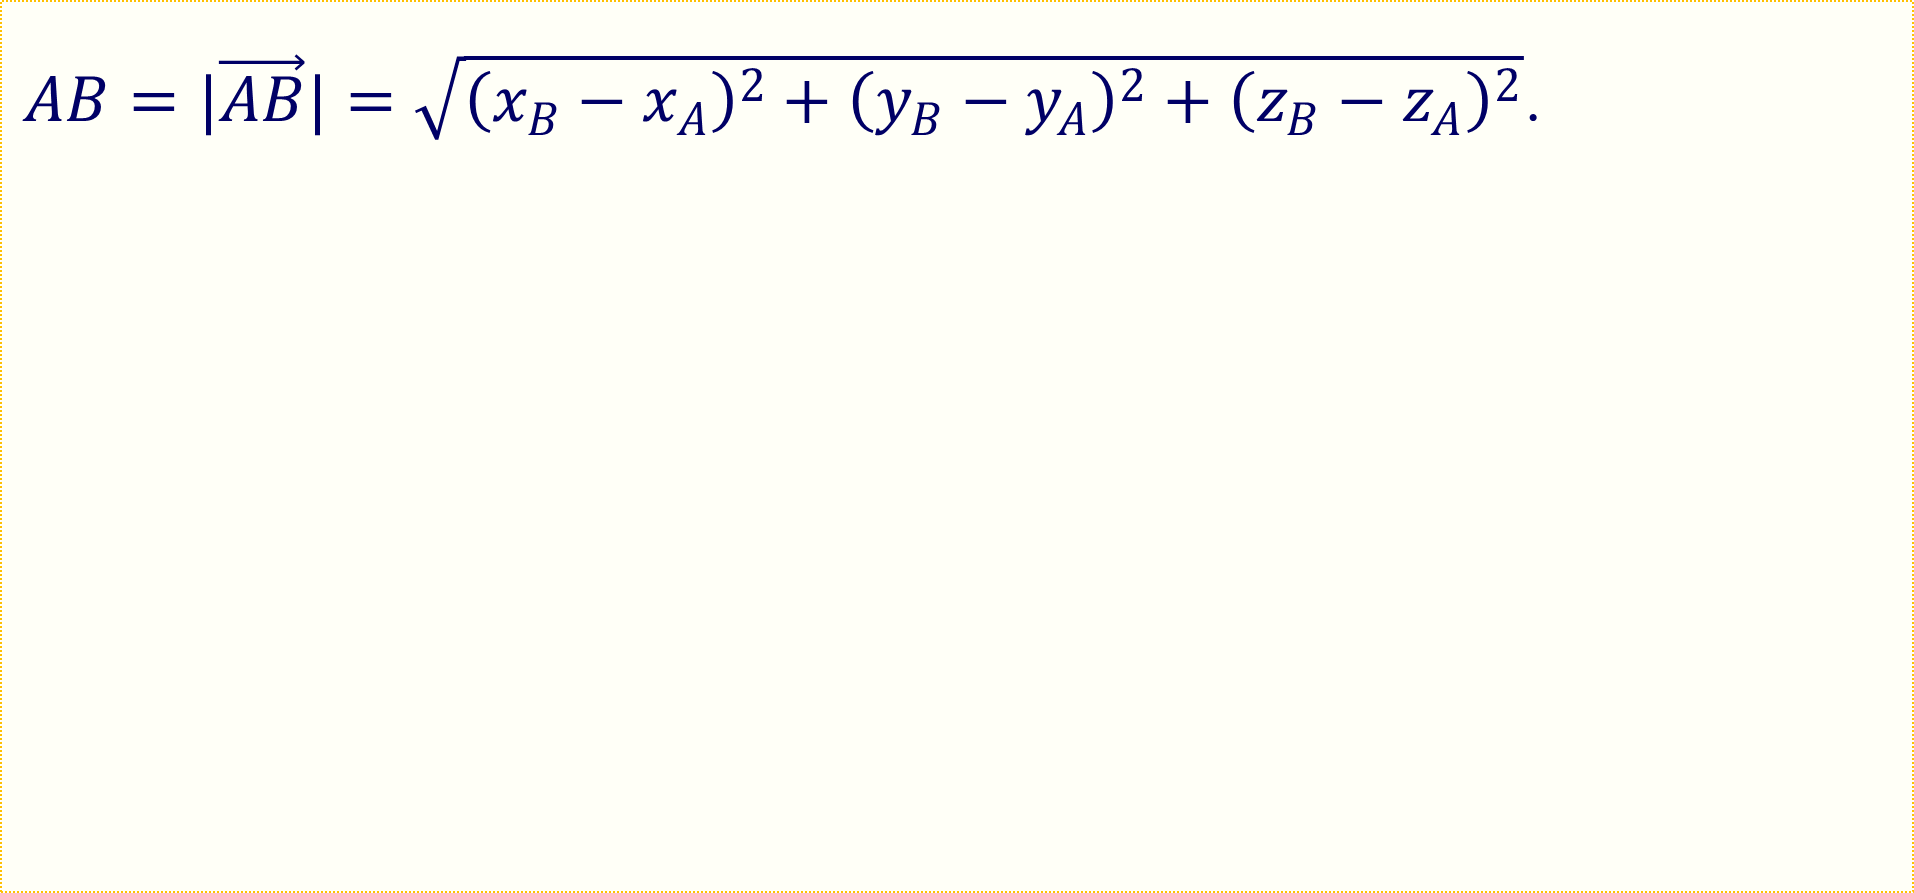 $AB = |\overrightarrow{AB}| = \sqrt{(x_B - x_A)^2 + (y_B - y_A)^2 + (z_B - z_A)^2}.$